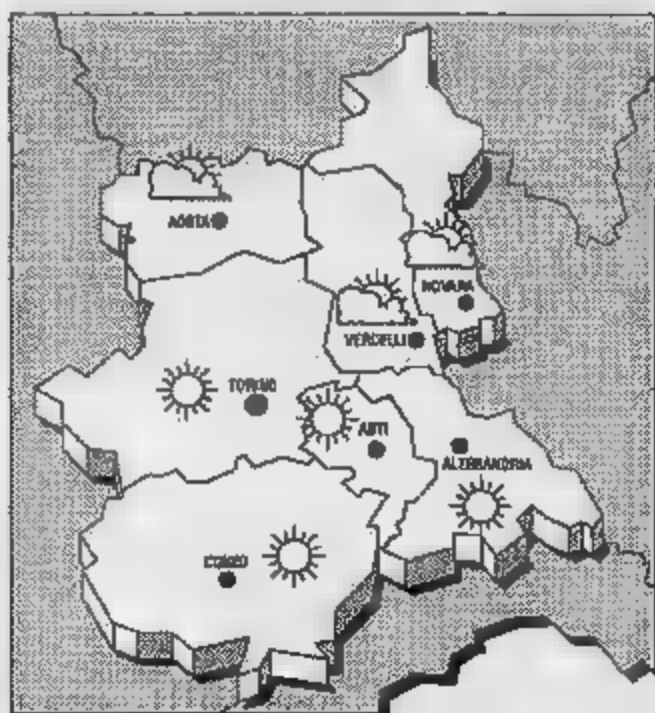 AOSTA
NOVARA
VERCELLI
TORINO
ASTI
ALESSANDRIA
CUNEO